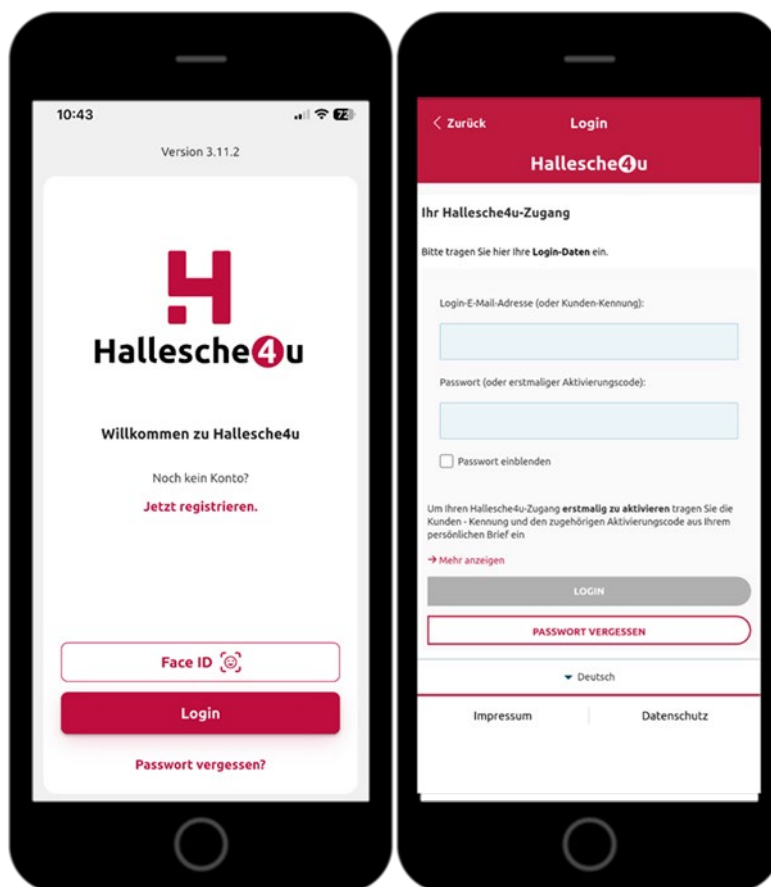 10:43
72
Version 3.11.2
H
Hallesche4u
Willkommen zu Hallesche4u
Noch kein Konto?
Jetzt registrieren.
Face ID
Login
Passwort vergessen?
Zurück
Login
Hallesche4u
Ihr Hallesche4u-Zugang
Bitte tragen Sie hier Ihre Login-Daten ein.
Login-E-Mail-Adresse (oder Kunden-Kennung):
Passwort (oder erstmaliger Aktivierungscode):
Passwort einblenden
Um Ihren Hallesche4u-Zugang erstmalig zu aktivieren tragen Sie die
Kunden - Kennung und den zugehörigen Aktivierungscode aus Ihrem
persönlichen Brief ein
→ Mehr anzeigen
LOGIN
PASSWORT VERGESSEN
Deutsch
Impressum
Datenschutz